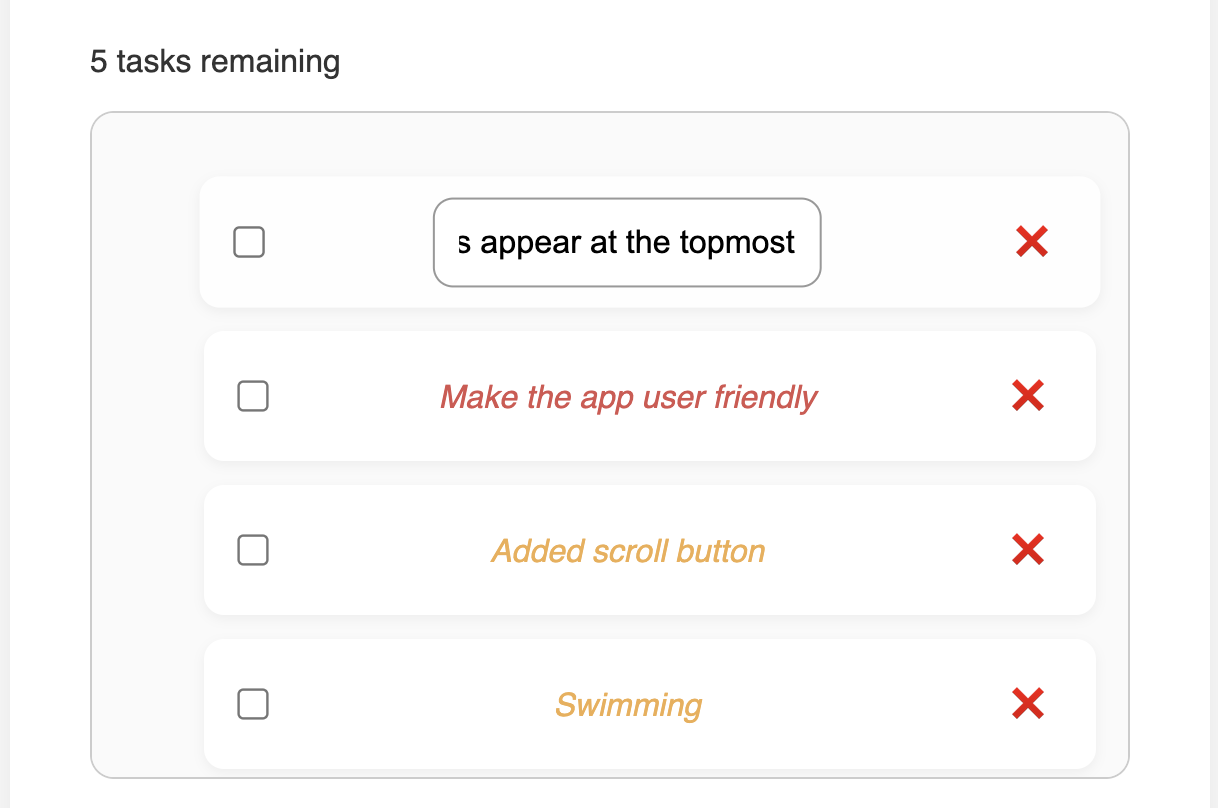 5 tasks remaining
s appear at the topmost
Make the app user friendly
Added scroll button
Swimming